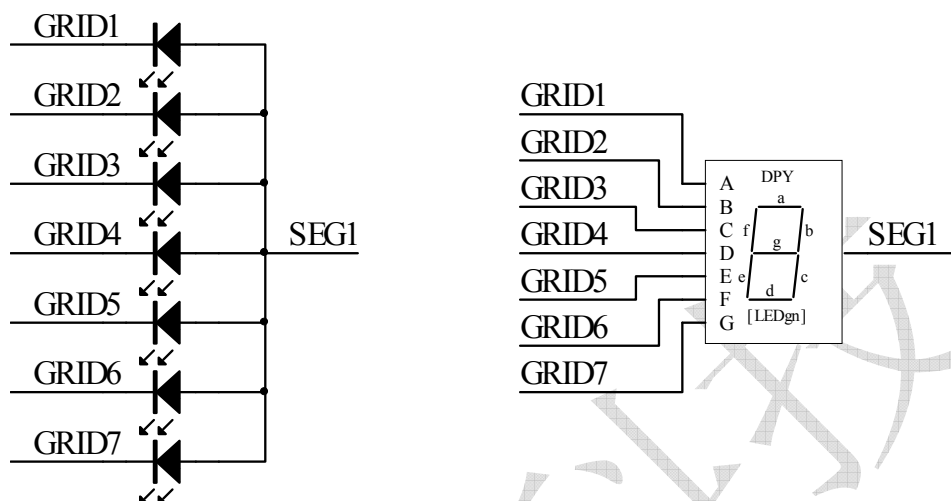 GRID1
GRID2
GRID3
GRID4
GRID5
GRID6
GRID7
SEG1
GRID1
GRID2
GRID3
GRID4
GRID5
GRID6
GRID7
A
B
C
D
E
F
G
DPY
a
f
b
g
e
c
d
[LEDgn]
SEG1